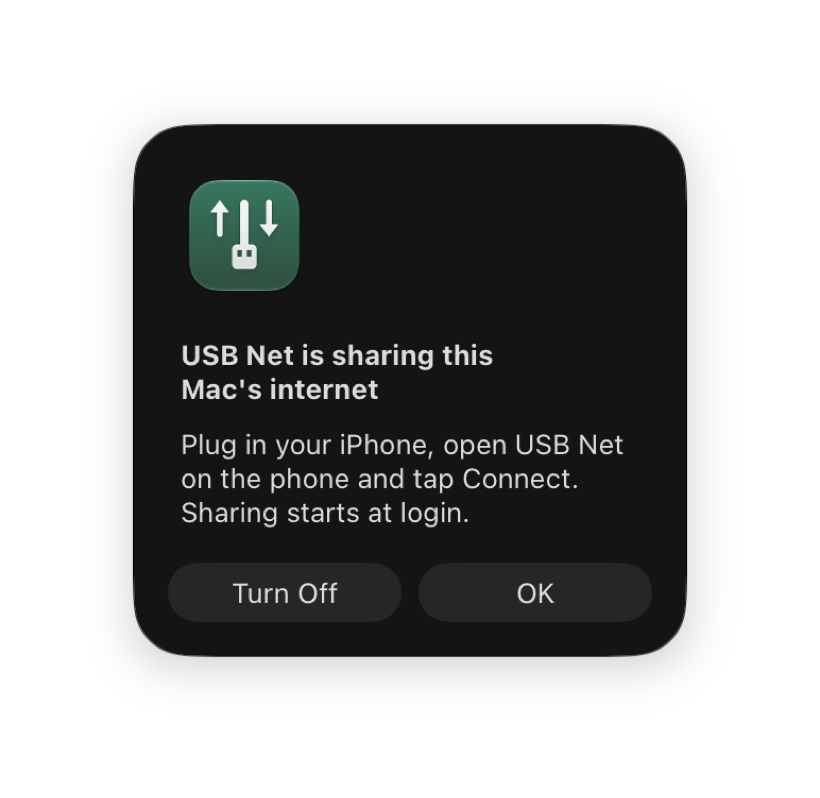 USB Net is sharing this
Mac's internet
Plug in your iPhone, open USB Net
on the phone and tap Connect.
Sharing starts at login.
Turn Off
OK